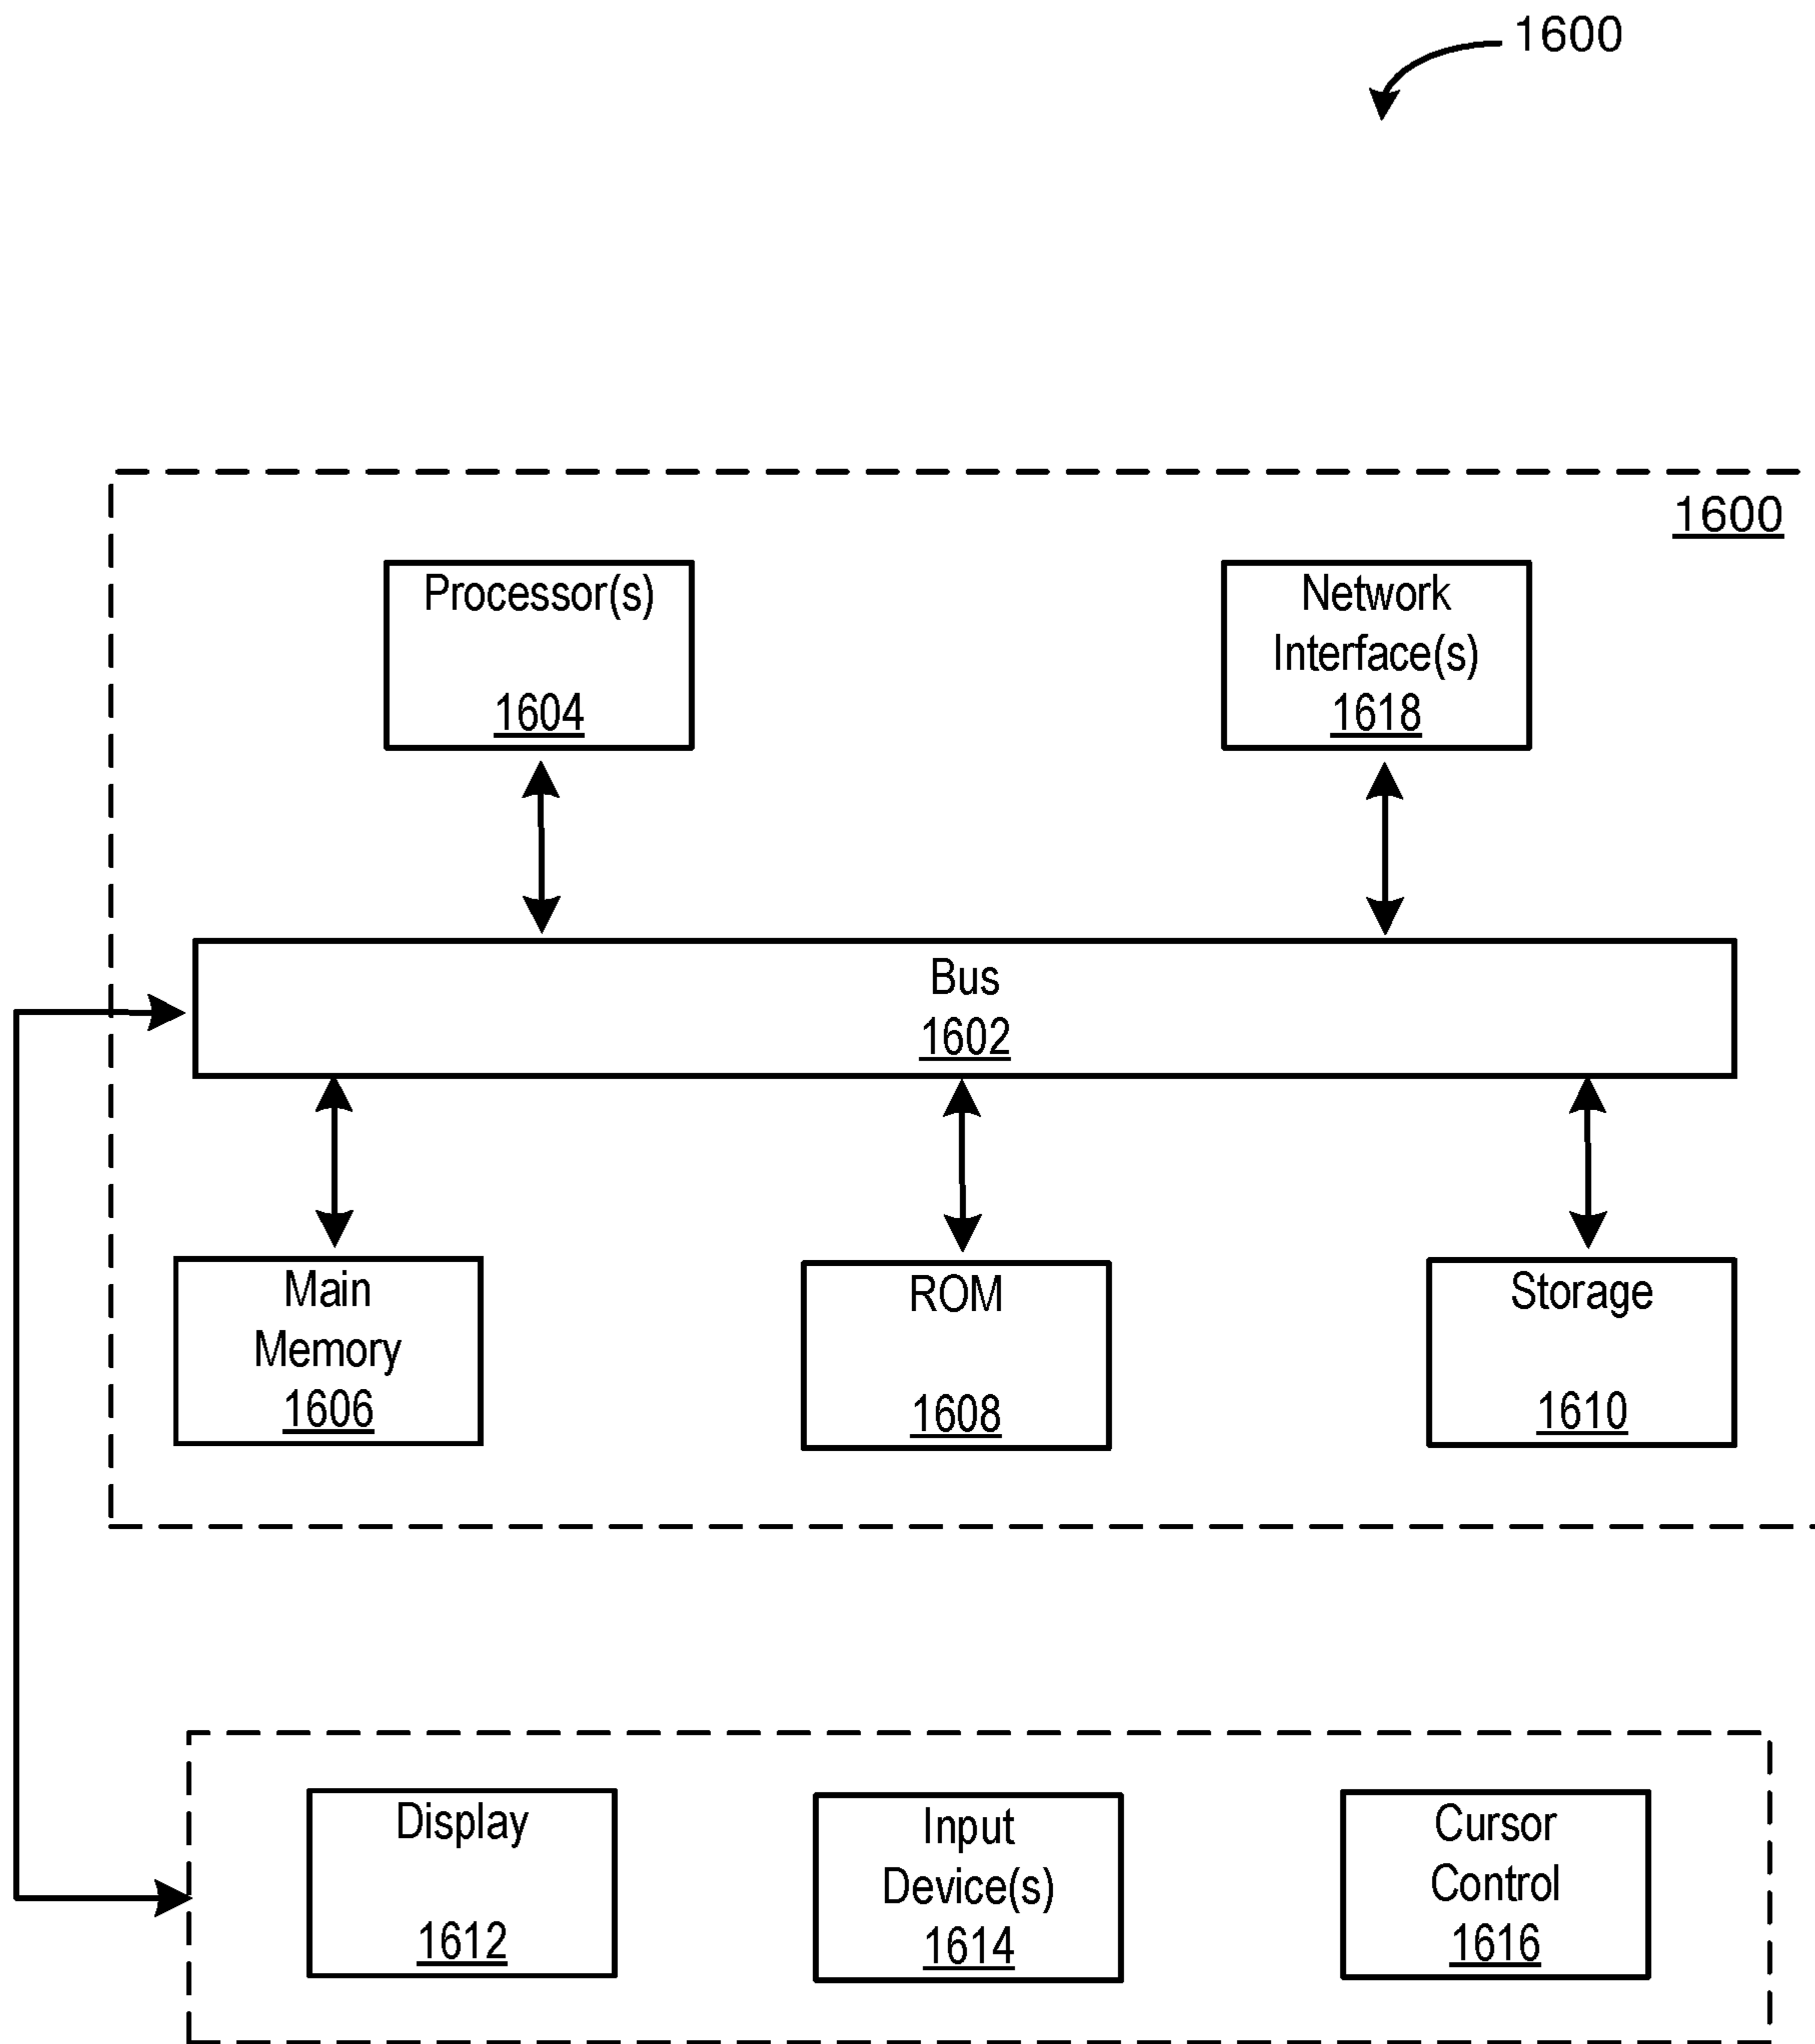 1600
1600
Processor(s)
1604
Network
Interface(s)
1618
Bus
1602
Main
Memory
1606
ROM
1608
Storage
1610
Display
1612
Input
Device(s)
1614
Cursor
Control
1616